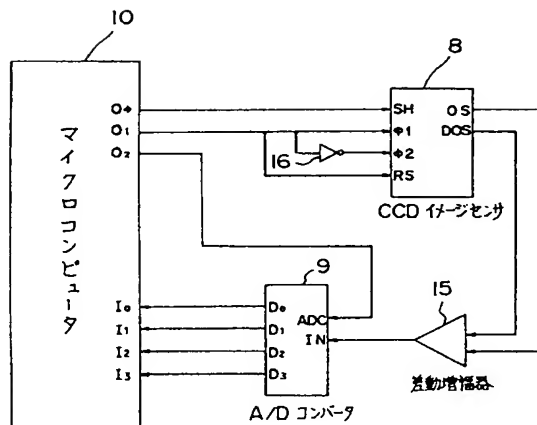 10
マイクロコンピュータ
O0
O1
O2
I0
I1
I2
I3
8
SH
φ1
φ2
RS
OS
DOS
16
CCD イメージセンサ
9
D0
D1
D2
D3
ADC
IN
A/D コンバータ
15
差動増幅器